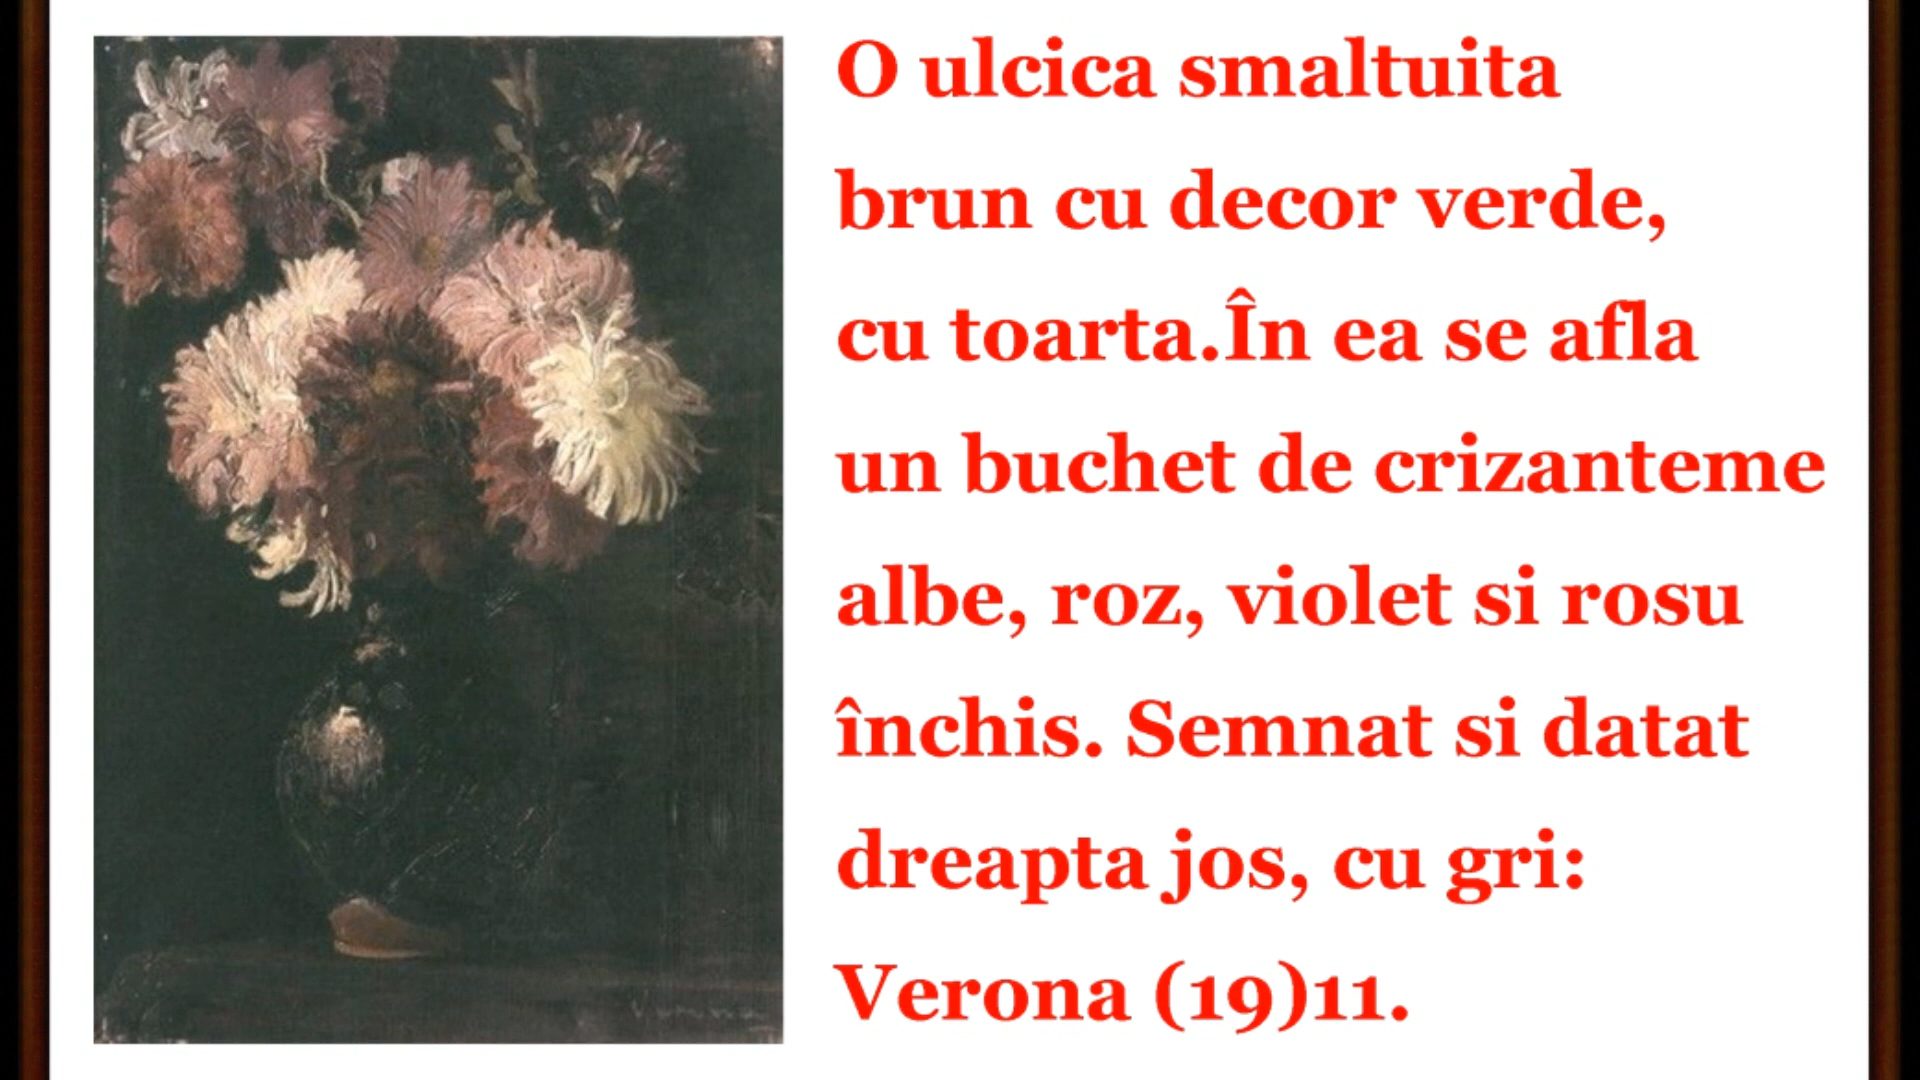 O ulcica smaltuita
brun cu decor verde,
cu toarta.În ea se afla
un buchet de crizanteme
albe, roz, violet si rosu
închis. Semnat si datat
dreapta jos, cu gri:
Verona (19)11.